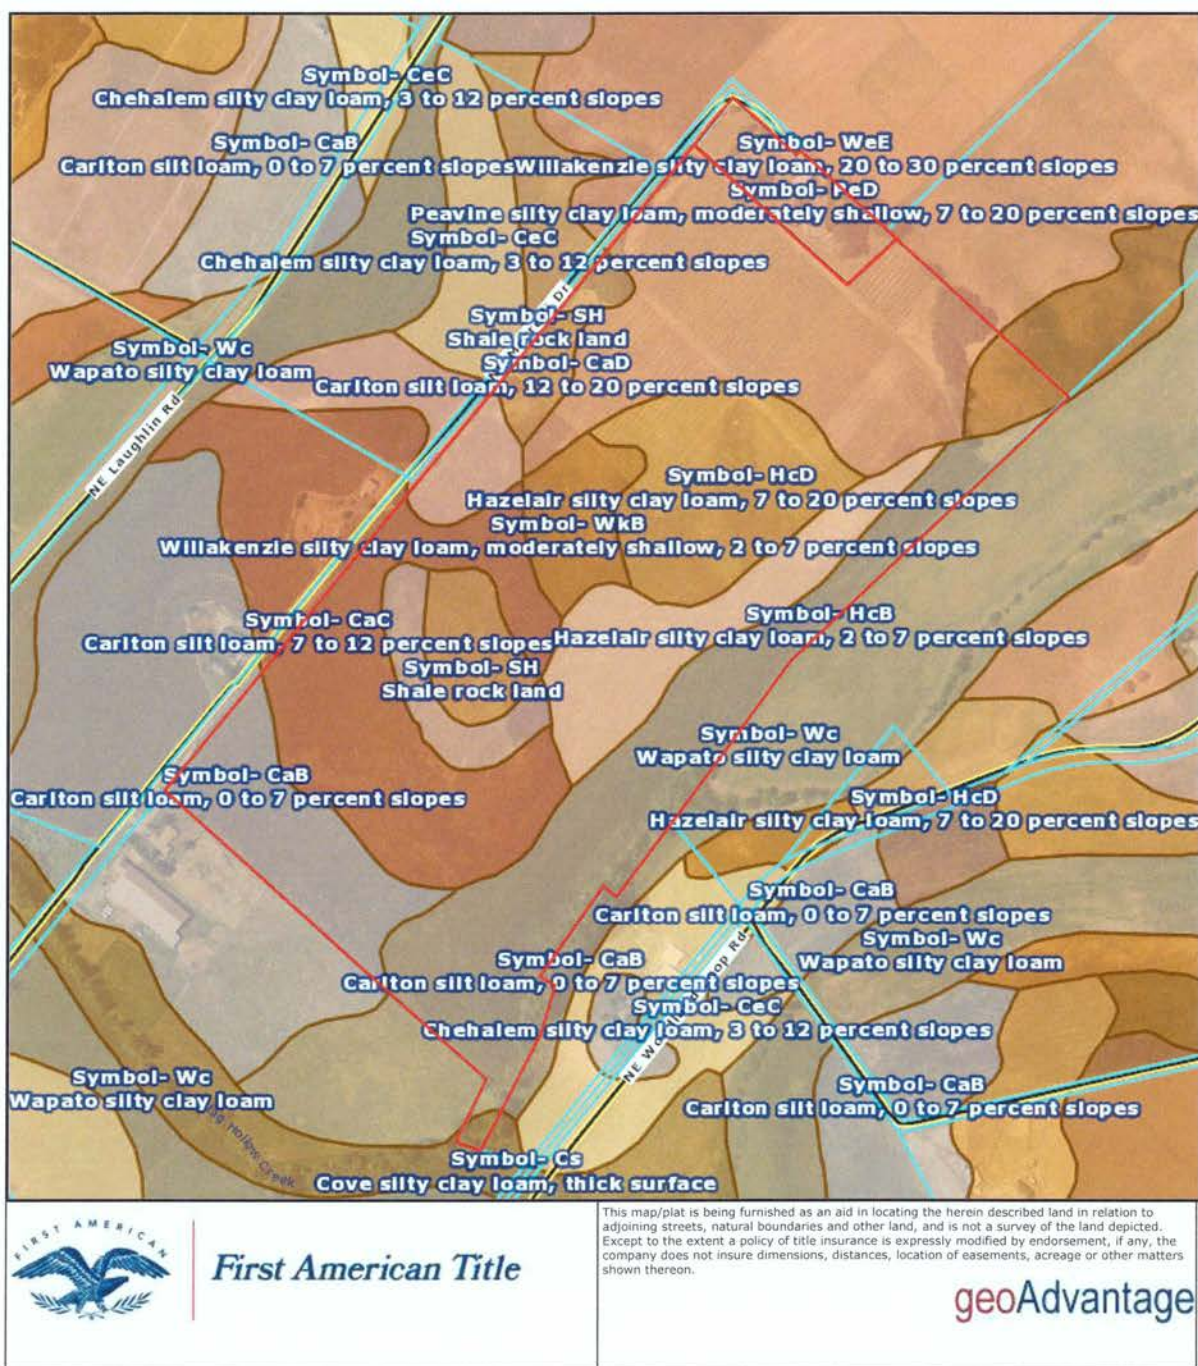 Symbol- CeC
Chehalem silty clay loam, 3 to 12 percent slopes
Symbol- CaB
Carlton silt loam, 0 to 7 percent slopes
Symbol- WeE
Willakenzie silty clay loam, 20 to 30 percent slopes
Symbol- PeD
Peavine silty clay loam, moderately shallow, 7 to 20 percent slopes
Symbol- CeC
Chehalem silty clay loam, 3 to 12 percent slopes
Dr
Symbol- SH
Shale rock land
Symbol- Wc
Wapato silty clay loam
Symbol- CaD
Carlton silt loam, 12 to 20 percent slopes
NE Laughlin Rd
Symbol- HcD
Hazelair silty clay loam, 7 to 20 percent slopes
Symbol- WkB
Willakenzie silty clay loam, moderately shallow, 2 to 7 percent slopes
Symbol- CaC
Carlton silt loam, 7 to 12 percent slopes
Symbol- HcB
Hazelair silty clay loam, 2 to 7 percent slopes
Symbol- SH
Shale rock land
Symbol- Wc
Wapato silty clay loam
Symbol- CaB
Carlton silt loam, 0 to 7 percent slopes
Symbol- HcD
Hazelair silty clay loam, 7 to 20 percent slopes
Symbol- CaB
Carlton silt loam, 0 to 7 percent slopes
Symbol- Wc
Wapato silty clay loam
Symbol- CaB
Carlton silt loam, 0 to 7 percent slopes
Symbol- CeC
Chehalem silty clay loam, 3 to 12 percent slopes
NE Rd
Symbol- Wc
Wapato silty clay loam
Symbol- CaB
Carlton silt loam, 0 to 7 percent slopes
Hollow Creek
Symbol- Cs
Cove silty clay loam, thick surface
FIRST AMERICAN
First American Title
This map/plat is being furnished as an aid in locating the herein described land in relation to
adjoining streets, natural boundaries and other land, and is not a survey of the land depicted.
Except to the extent a policy of title insurance is expressly modified by endorsement, if any, the
company does not insure dimensions, distances, location of easements, acreage or other matters
shown thereon.
geoAdvantage